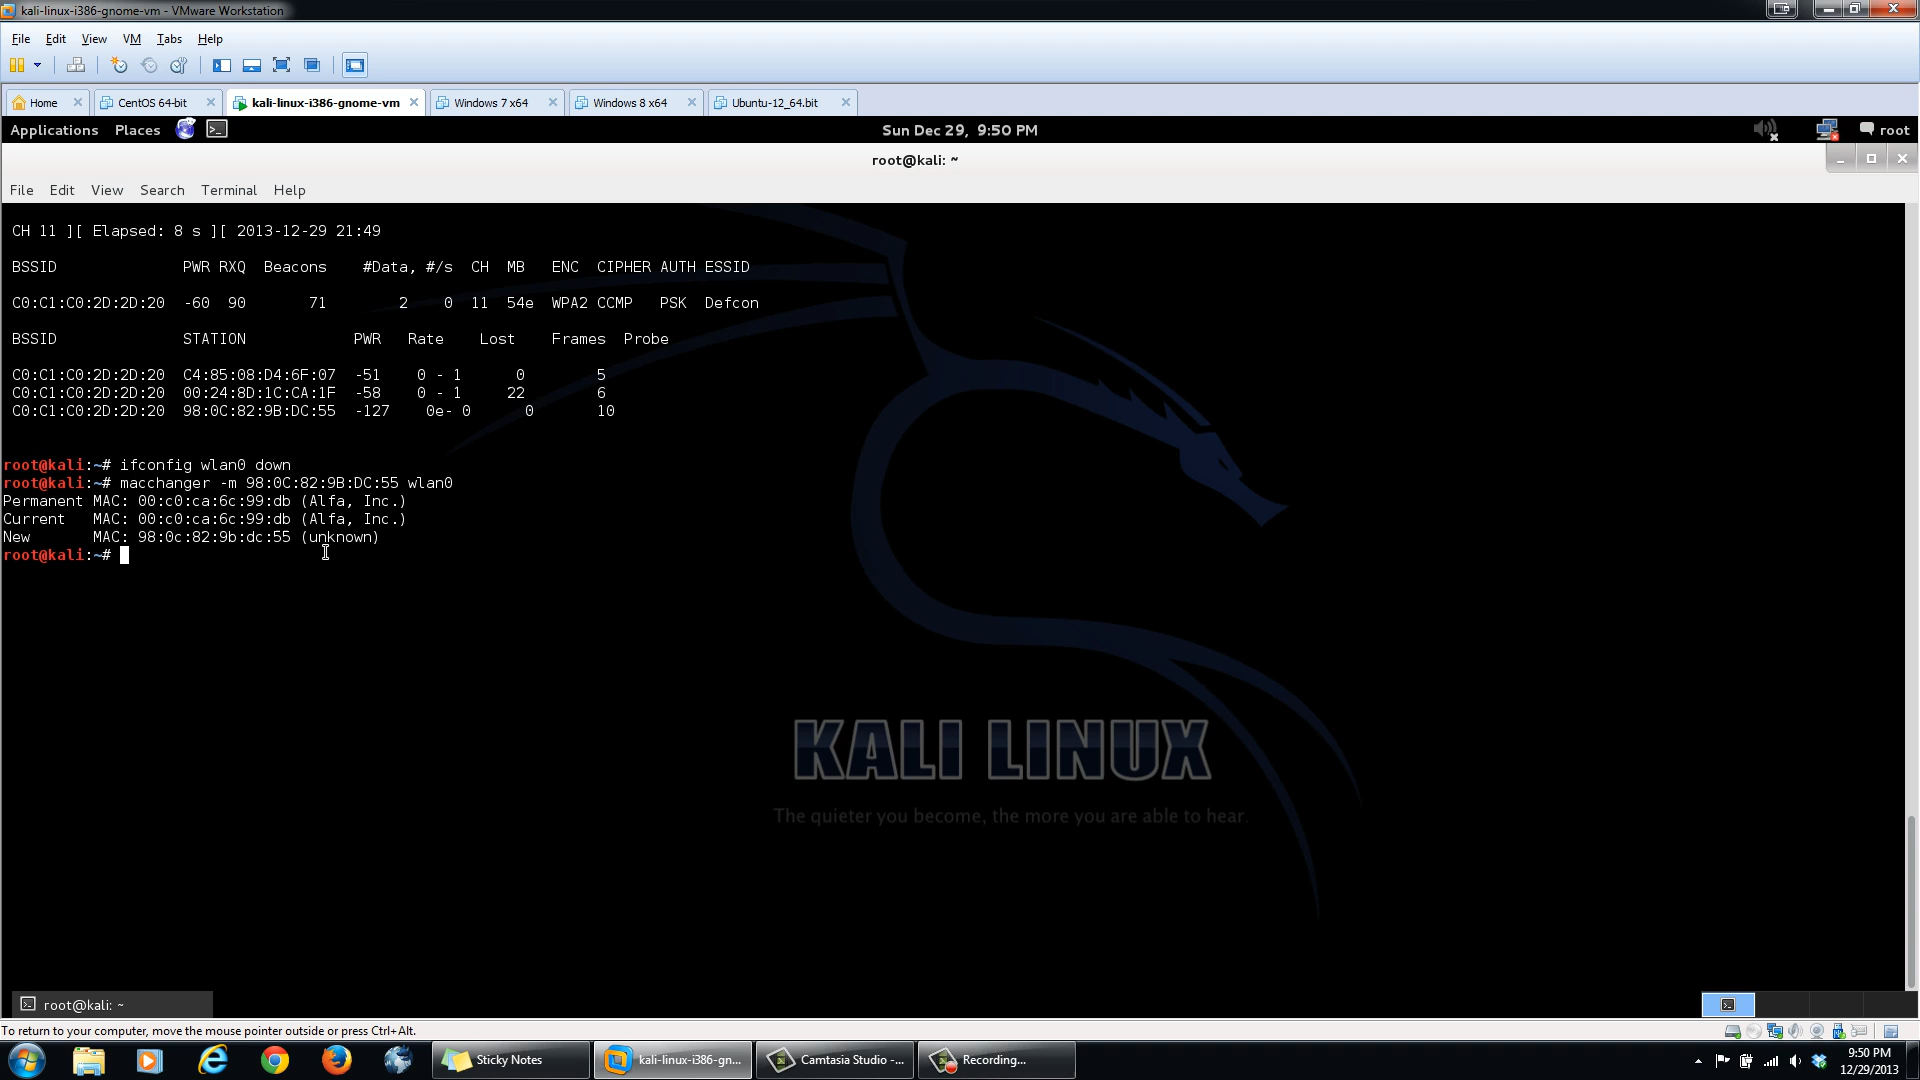 kali-linux-i386-gnome-vm - VMware Workstation
File Edit View VM Tabs Help
Home CentOS 64-bit kali-linux-i386-gnome-vm Windows 7 x64 Windows 8 x64 Ubuntu-12_64.bit
Applications Places Sun Dec 29, 9:50 PM root
root@kali: ~
File Edit View Search Terminal Help
CH 11 ][ Elapsed: 8 s ][ 2013-12-29 21:49
BSSID PWR RXQ Beacons #Data, #/s CH MB ENC CIPHER AUTH ESSID
C0:C1:C0:2D:2D:20 -60 90 71 2 0 11 54e WPA2 CCMP PSK Defcon
BSSID STATION PWR Rate Lost Frames Probe
C0:C1:C0:2D:2D:20 C4:85:08:D4:6F:07 -51 0 - 1 0 5
C0:C1:C0:2D:2D:20 00:24:8D:1C:CA:1F -58 0 - 1 22 6
C0:C1:C0:2D:2D:20 98:0C:82:9B:DC:55 -127 0e- 0 0 10
root@kali:~# ifconfig wlan0 down
root@kali:~# macchanger -m 98:0C:82:9B:DC:55 wlan0
Permanent MAC: 00:c0:ca:6c:99:db (Alfa, Inc.)
Current MAC: 00:c0:ca:6c:99:db (Alfa, Inc.)
New MAC: 98:0c:82:9b:dc:55 (unknown)
root@kali:~#
KALI LINUX
The quieter you become, the more you are able to hear.
root@kali: ~
To return to your computer, move the mouse pointer outside or press Ctrl+Alt.
Sticky Notes kali-linux-i386-gn... Camtasia Studio -... Recording...
9:50 PM
12/29/2013